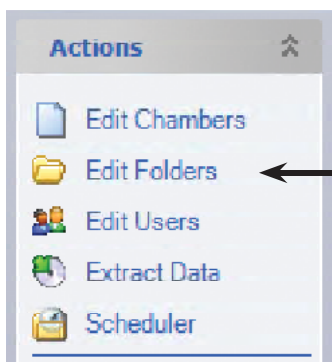 Actions
Edit Chambers
Edit Folders
Edit Users
Extract Data
Scheduler